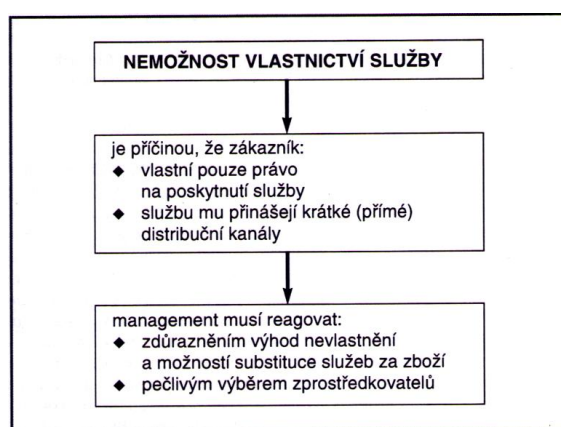 NEMOŽNOST VLASTNICTVÍ SLUŽBY
je příčinou, že zákazník:
◆ vlastní pouze právo
na poskytnutí služby
◆ službu mu přinášejí krátké (přímé)
distribuční kanály
management musí reagovat:
◆ zdůrazněním výhod nevlastnění
a možností substituce služeb za zboží
◆ pečlivým výběrem zprostředkovatelů